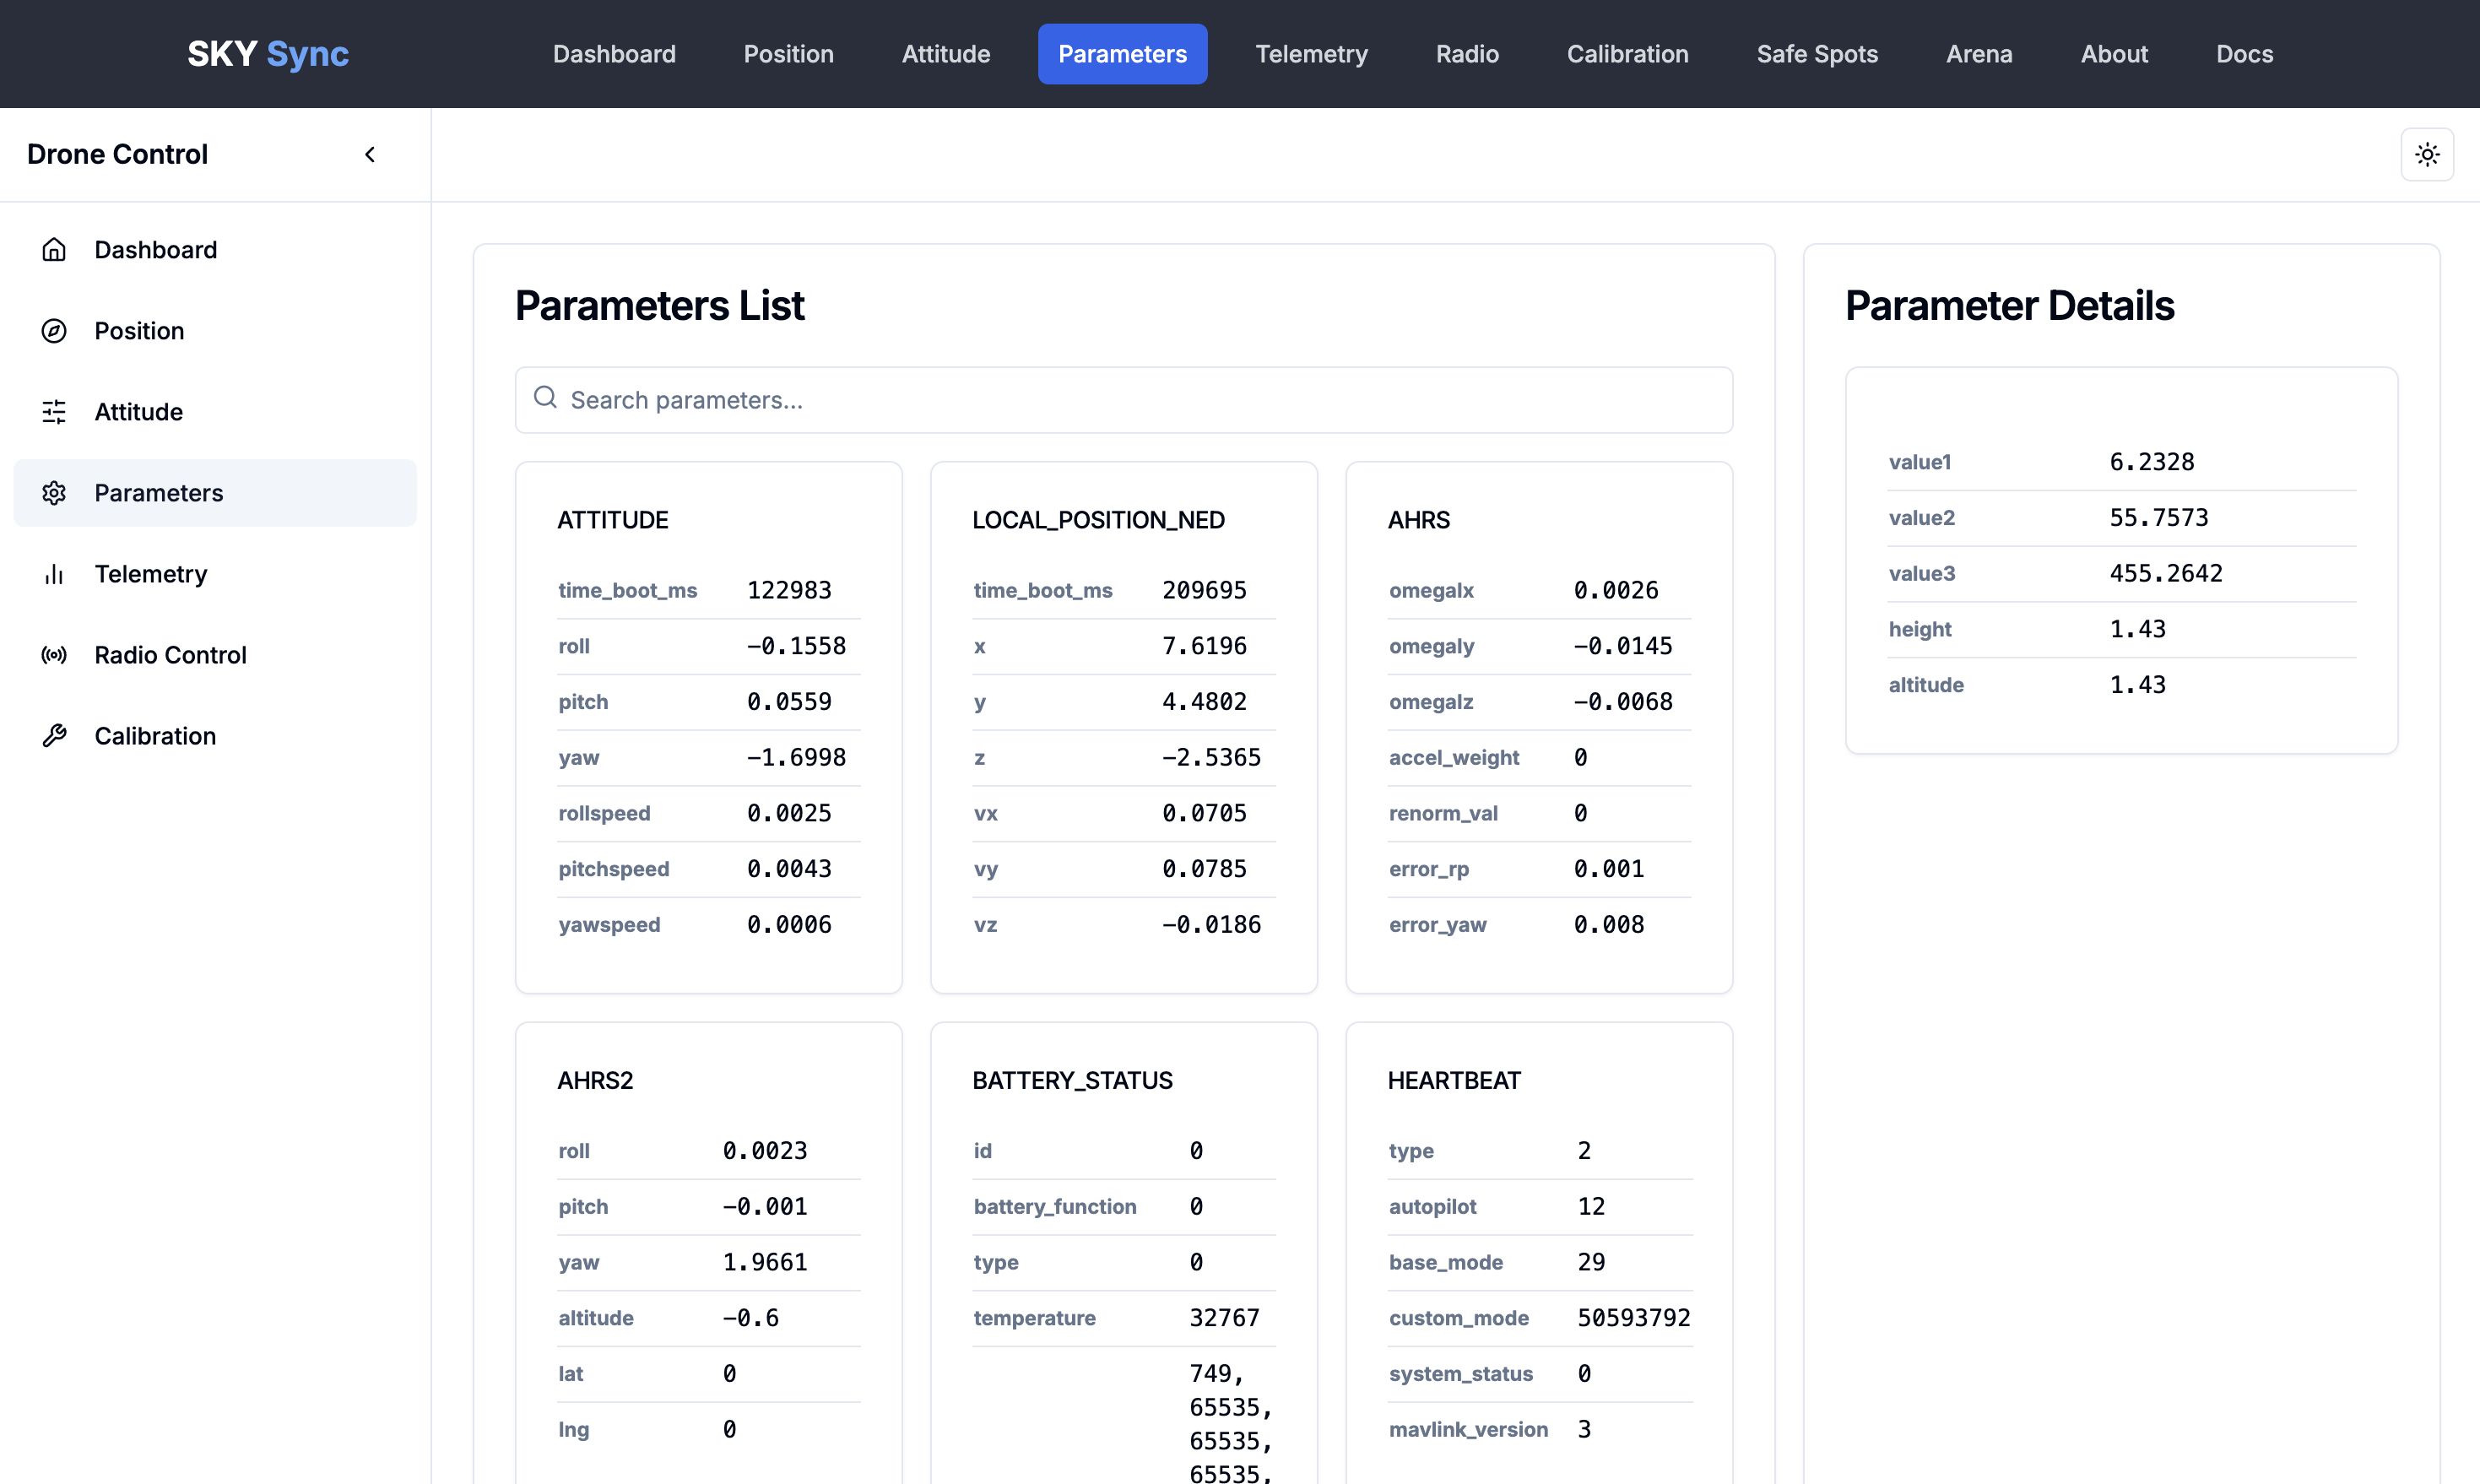 SKY Sync
Dashboard Position Attitude Parameters Telemetry Radio Calibration Safe Spots Arena About Docs
Drone Control
Dashboard
Position
Attitude
Parameters
Telemetry
Radio Control
Calibration
Parameters List
Search parameters...
ATTITUDE
time_boot_ms 122983
roll -0.1558
pitch 0.0559
yaw -1.6998
rollspeed 0.0025
pitchspeed 0.0043
yawspeed 0.0006
LOCAL_POSITION_NED
time_boot_ms 209695
x 7.6196
y 4.4802
z -2.5365
vx 0.0705
vy 0.0785
vz -0.0186
AHRS
omegaIx 0.0026
omegaIy -0.0145
omegaIz -0.0068
accel_weight 0
renorm_val 0
error_rp 0.001
error_yaw 0.008
AHRS2
roll 0.0023
pitch -0.001
yaw 1.9661
altitude -0.6
lat 0
lng 0
BATTERY_STATUS
id 0
battery_function 0
type 0
temperature 32767
749,
65535,
65535,
65535,
HEARTBEAT
type 2
autopilot 12
base_mode 29
custom_mode 50593792
system_status 0
mavlink_version 3
Parameter Details
value1 6.2328
value2 55.7573
value3 455.2642
height 1.43
altitude 1.43